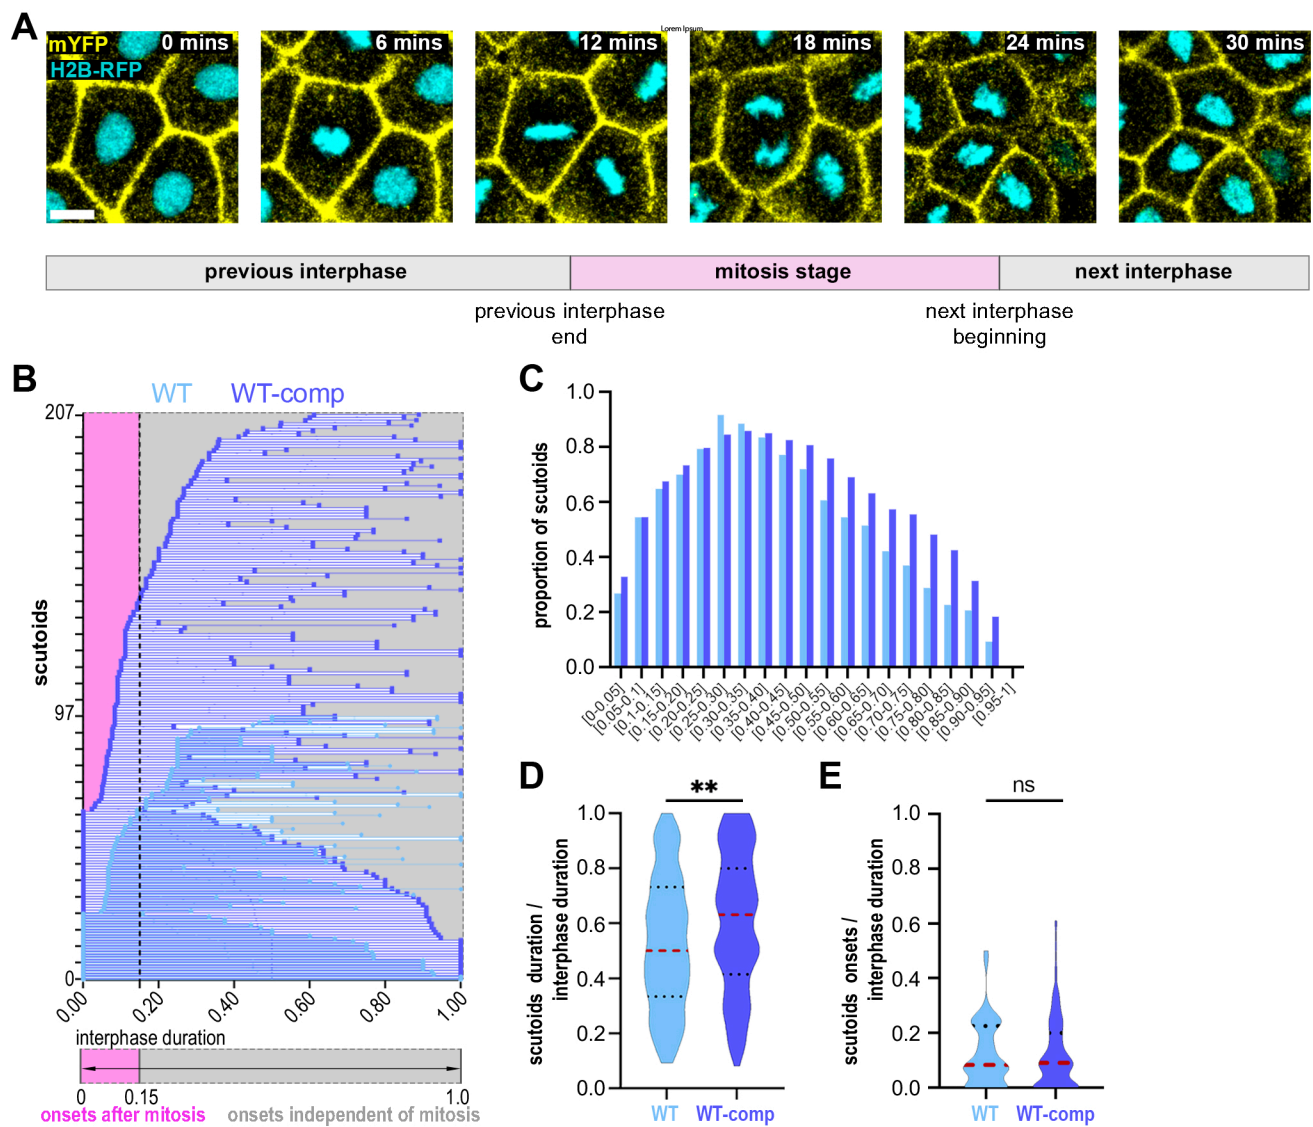 A
Lorem Ipsum
mYFP
H2B-RFP
0 mins
6 mins
12 mins
18 mins
24 mins
30 mins
previous interphase
mitosis stage
next interphase
previous interphase
end
next interphase
beginning
B
WT
WT-comp
207
97
0
scutoids
0.00
0.20
0.40
0.60
0.80
1.00
interphase duration
0
0.15
1.0
onsets after mitosis
onsets independent of mitosis
C
proportion of scutoids
1.0
0.8
0.6
0.4
0.2
0.0
[0-0.05]
[0.05-0.1]
[0.1-0.15]
[0.15-0.20]
[0.20-0.25]
[0.25-0.30]
[0.30-0.35]
[0.35-0.40]
[0.40-0.45]
[0.45-0.50]
[0.50-0.55]
[0.55-0.60]
[0.60-0.65]
[0.65-0.70]
[0.70-0.75]
[0.75-0.80]
[0.80-0.85]
[0.85-0.90]
[0.90-0.95]
[0.95-1]
D
**
scutoids duration /
interphase duration
1.0
0.8
0.6
0.4
0.2
0.0
WT
WT-comp
E
ns
scutoids onsets /
interphase duration
1.0
0.8
0.6
0.4
0.2
0.0
WT
WT-comp